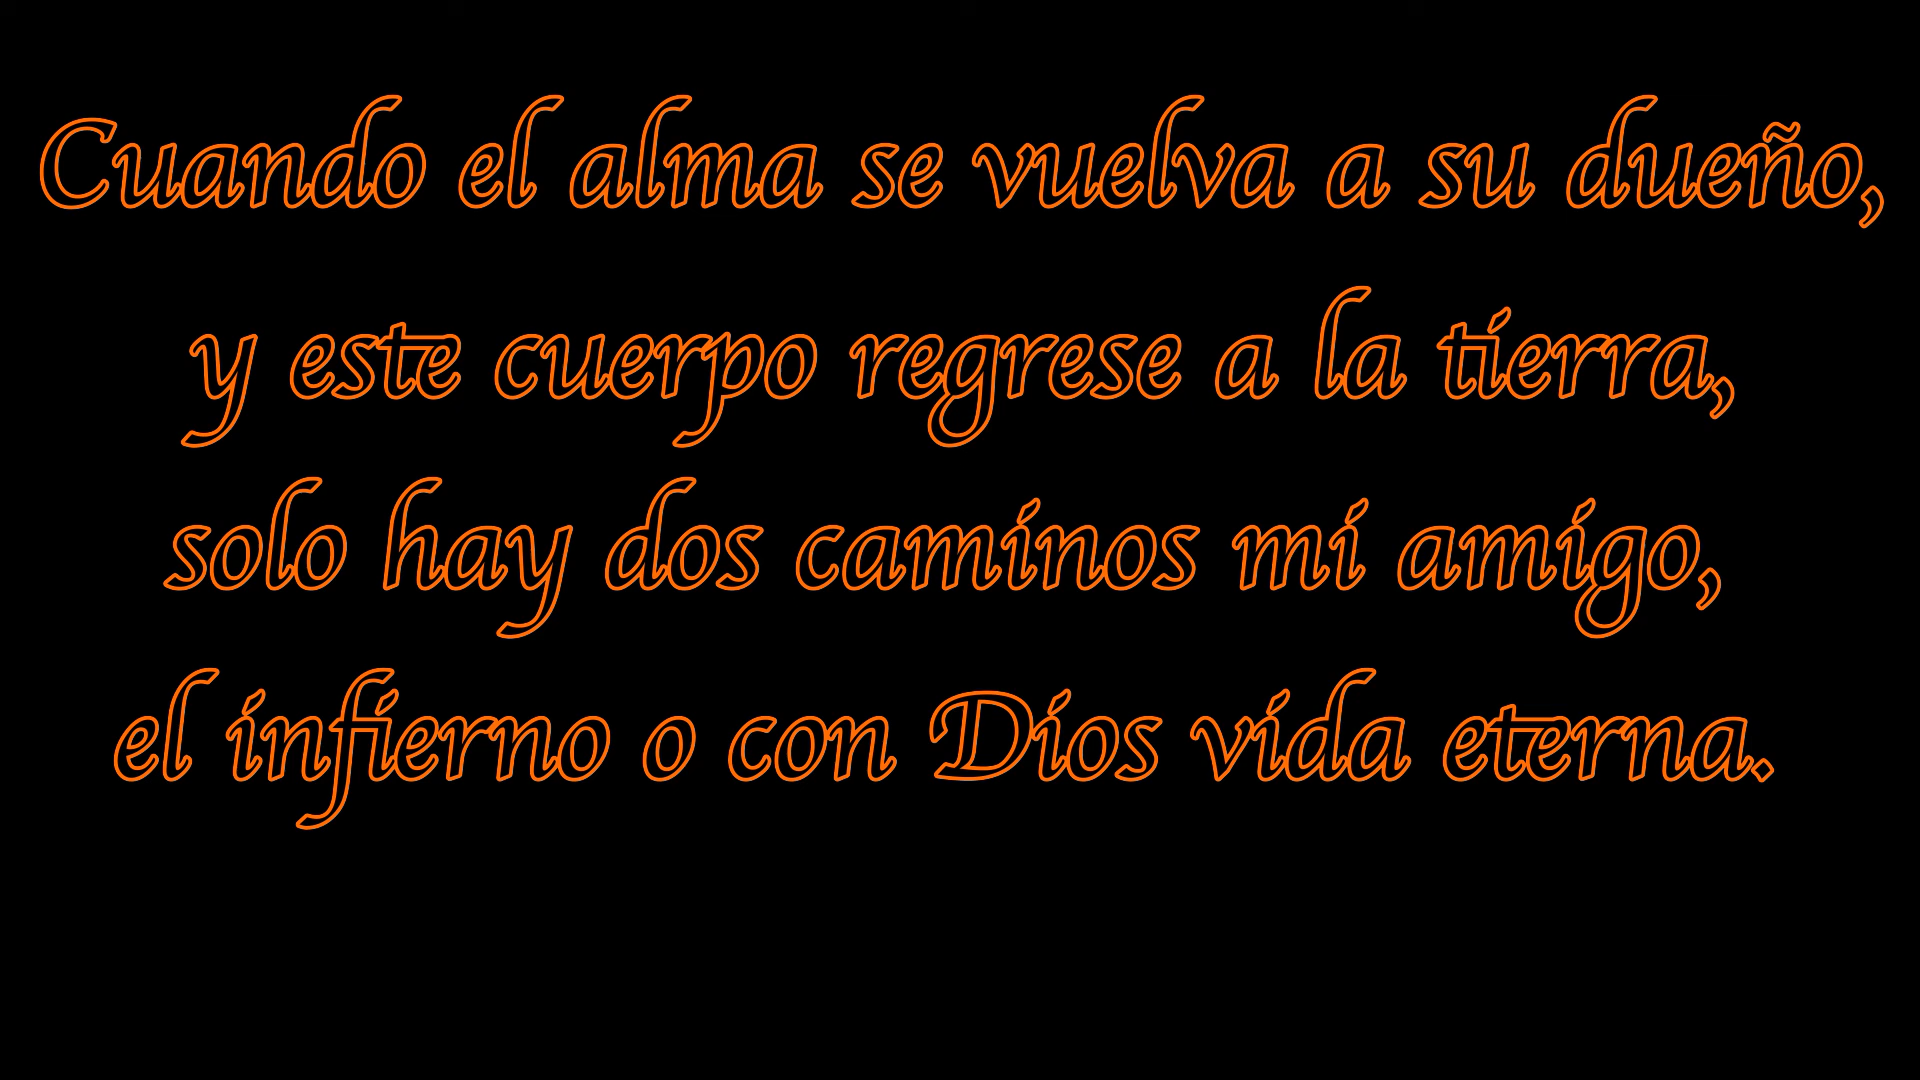 Cuando el alma se vuelva a su dueño,
y este cuerpo regrese a la tierra,
solo hay dos caminos mi amigo,
el infierno o con Dios vida eterna.